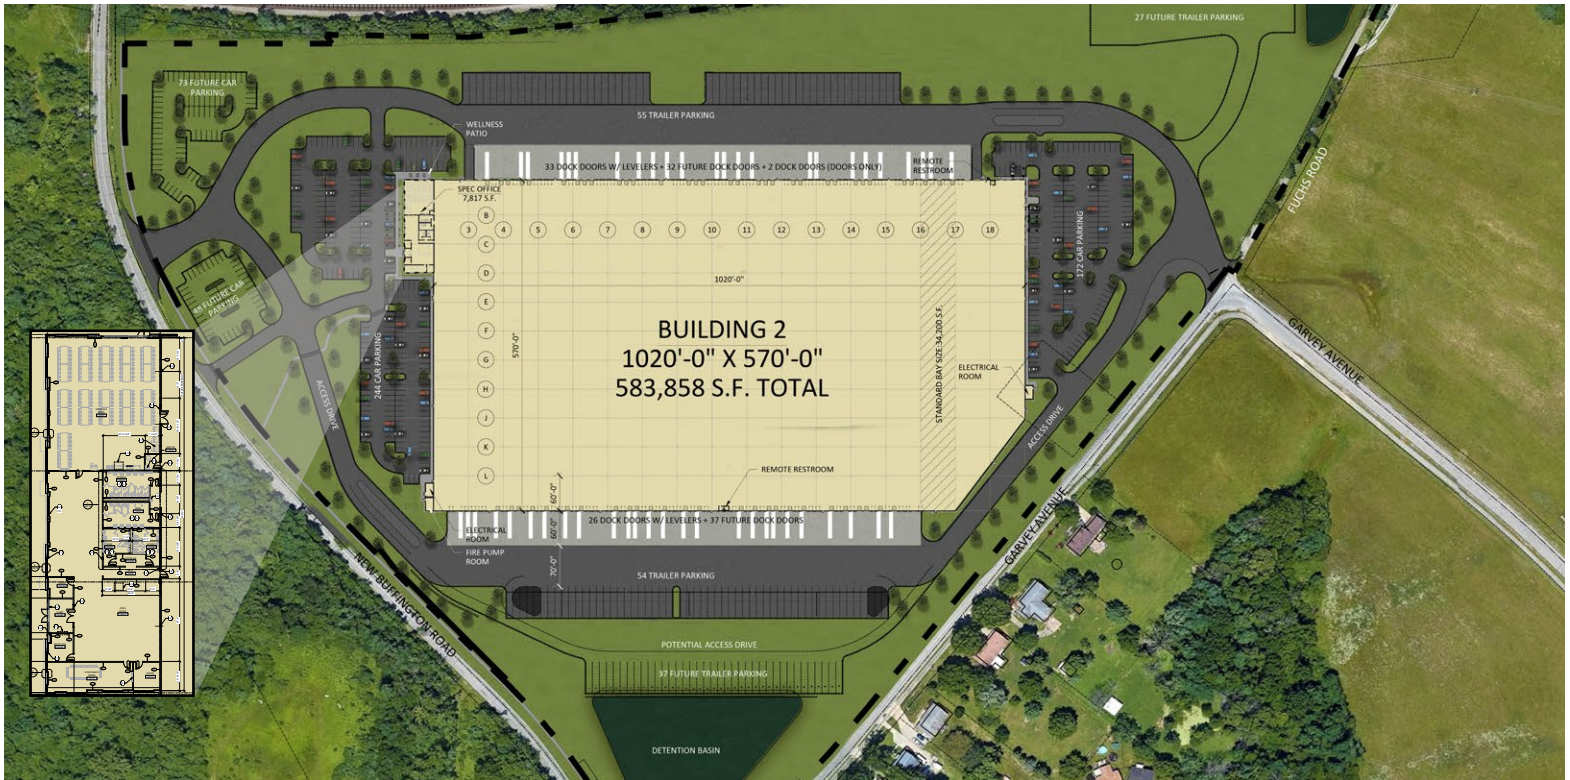 27 FUTURE TRAILER PARKING
73 FUTURE CAR
PARKING
55 TRAILER PARKING
WELLNESS
PATIO
33 DOCK DOORS W/ LEVELERS + 32 FUTURE DOCK DOORS + 2 DOCK DOORS (DOORS ONLY)
REMOTE
RESTROOM
FUCHS ROAD
SPEC OFFICE
7,817 S.F.
B
3
4
5
6
7
8
9
10
11
12
13
14
15
16
17
18
C
D
E
F
G
H
J
K
L
172 CAR PARKING
1020'-0"
48 FUTURE CAR
PARKING
570'-0"
BUILDING 2
1020'-0" X 570'-0"
583,858 S.F. TOTAL
STANDARD BAY SIZE:34,200 S.F.
ELECTRICAL
ROOM
GARVEY AVENUE
244 CAR PARKING
ACCESS DRIVE
ACCESS DRIVE
REMOTE RESTROOM
60'-0"
60'-0"
70'-0"
26 DOCK DOORS W/ LEVELERS + 37 FUTURE DOCK DOORS
ELECTRICAL
ROOM
FIRE PUMP
ROOM
GARVEY AVENUE
54 TRAILER PARKING
NEW BUFFINGTON ROAD
POTENTIAL ACCESS DRIVE
37 FUTURE TRAILER PARKING
DETENTION BASIN